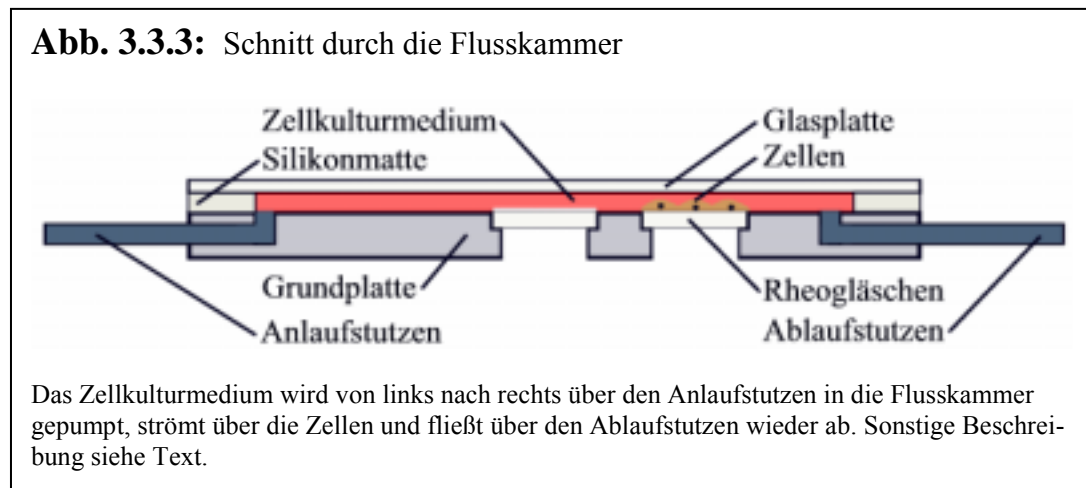 Abb. 3.3.3: Schnitt durch die Flusskammer
Zellkulturmedium
Glasplatte
Silikonmatte
Zellen
Grundplatte
Rheogläschen
Anlaufstutzen
Ablaufstutzen
Das Zellkulturmedium wird von links nach rechts über den Anlaufstutzen in die Flusskammer
gepumpt, strömt über die Zellen und fließt über den Ablaufstutzen wieder ab. Sonstige Beschrei-
bung siehe Text.